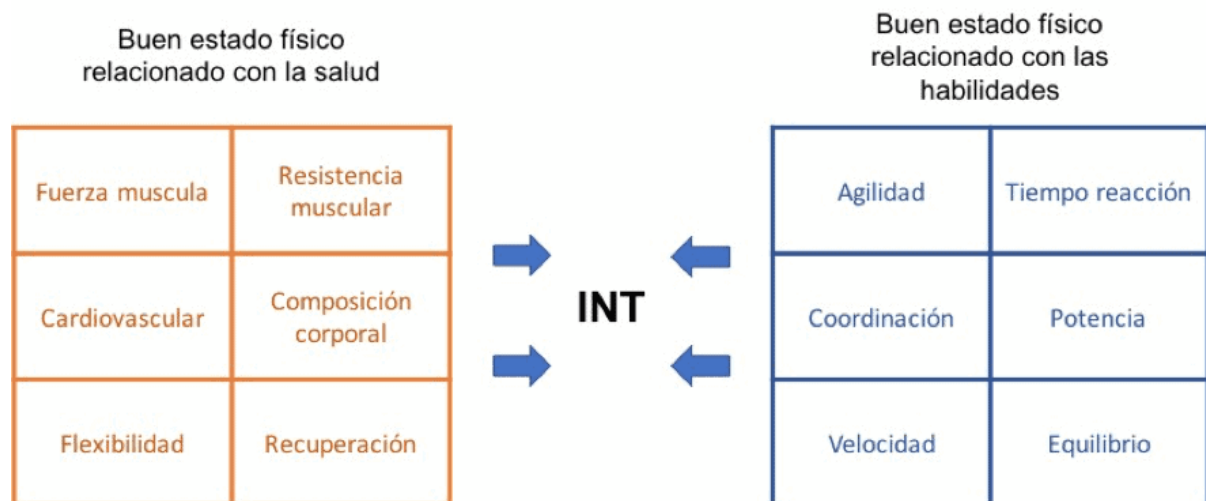 Buen estado físico
relacionado con la salud
Buen estado físico
relacionado con las
habilidades
Fuerza muscula
Resistencia
muscular
Cardiovascular
Composición
corporal
Flexibilidad
Recuperación
INT
Agilidad
Tiempo reacción
Coordinación
Potencia
Velocidad
Equilibrio